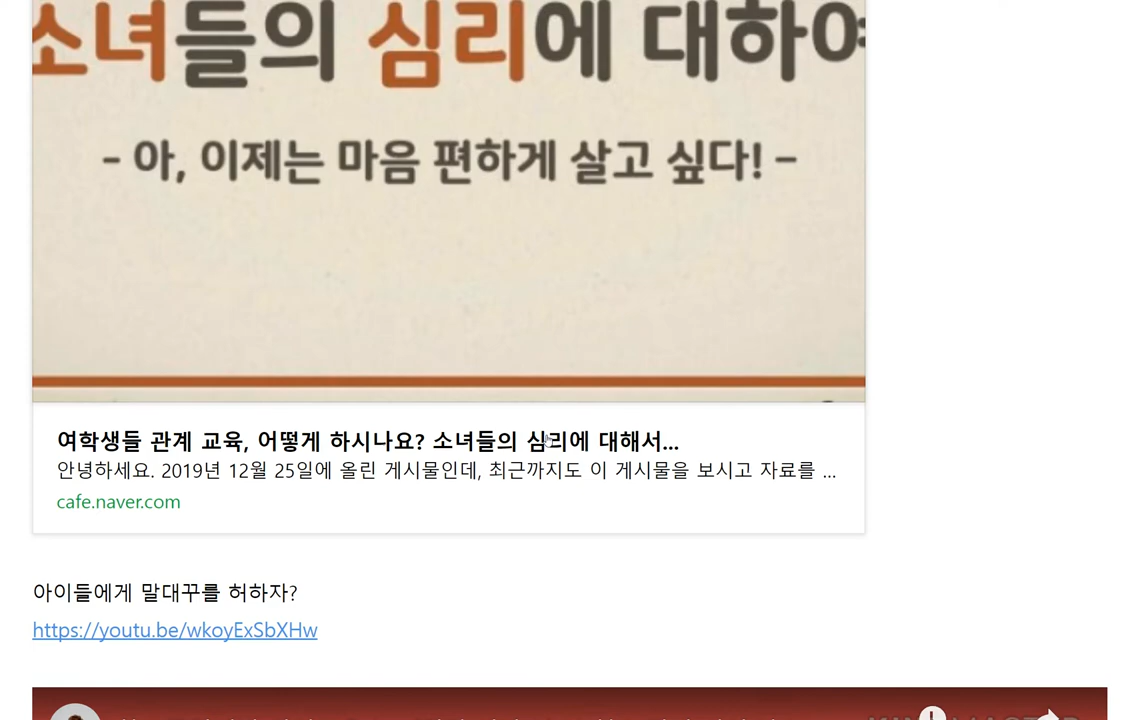 소녀들의 심리에 대하여
- 아, 이제는 마음 편하게 살고 싶다! -
여학생들 관계 교육, 어떻게 하시나요? 소녀들의 심리에 대해서...
안녕하세요. 2019년 12월 25일에 올린 게시물인데, 최근까지도 이 게시물을 보시고 자료를 ...
cafe.naver.com
아이들에게 말대꾸를 허하자?
https://youtu.be/wkoyExSbXHw